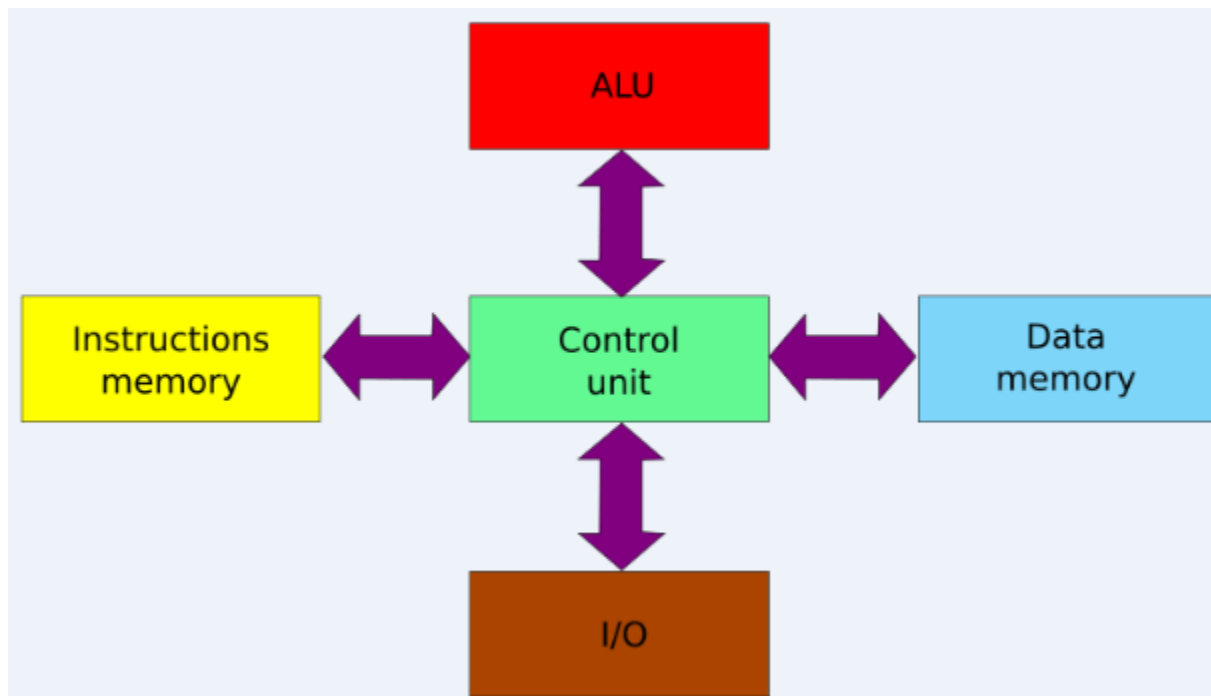 ALU
Instructions
memory
Control
unit
Data
memory
I/O